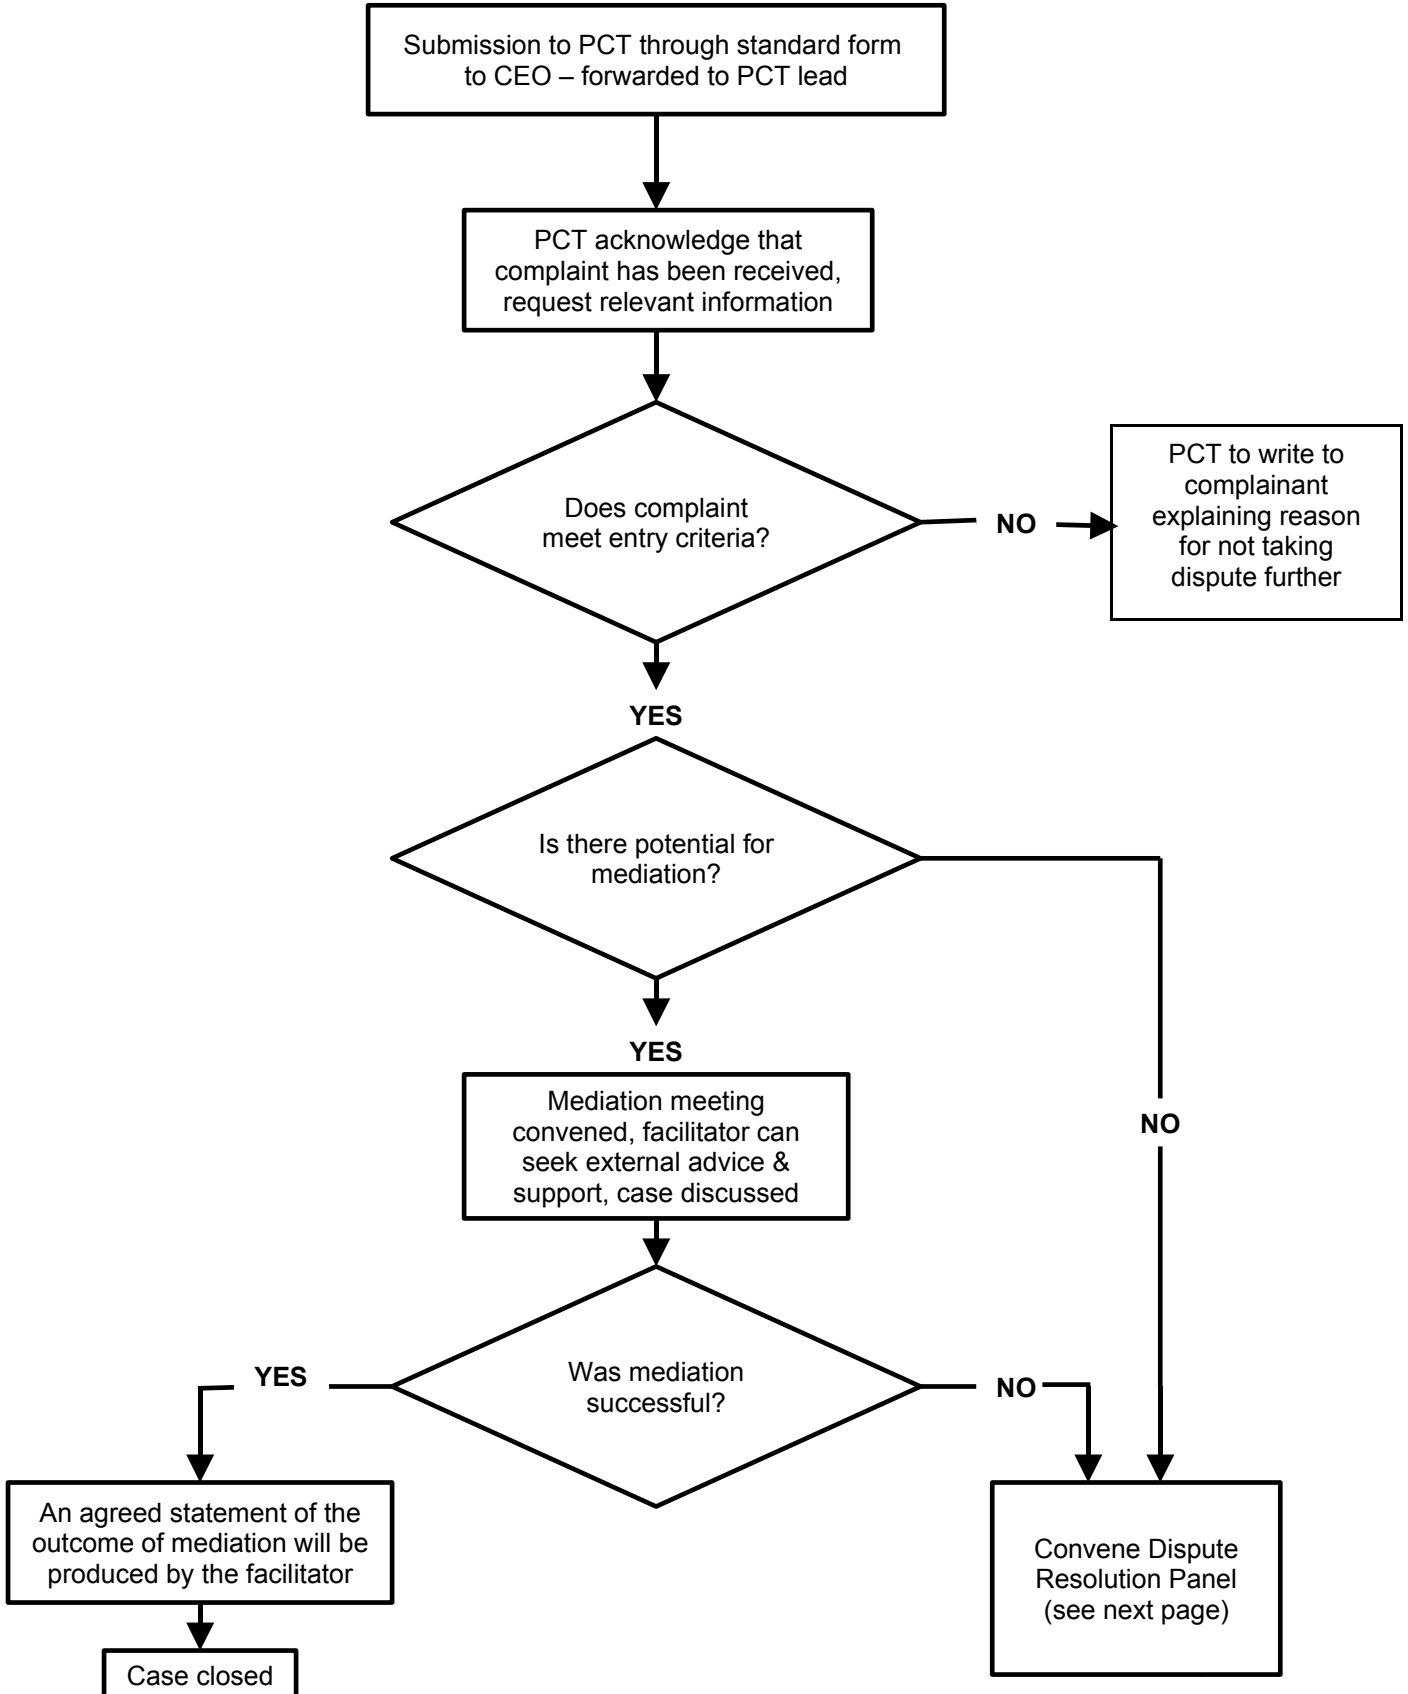 Submission to PCT through standard form
to CEO – forwarded to PCT lead
PCT acknowledge that
complaint has been received,
request relevant information
Does complaint
meet entry criteria?
NO
PCT to write to
complainant
explaining reason
for not taking
dispute further
YES
Is there potential for
mediation?
YES
NO
Mediation meeting
convened, facilitator can
seek external advice &
support, case discussed
Was mediation
successful?
YES
NO
An agreed statement of the
outcome of mediation will be
produced by the facilitator
Convene Dispute
Resolution Panel
(see next page)
Case closed